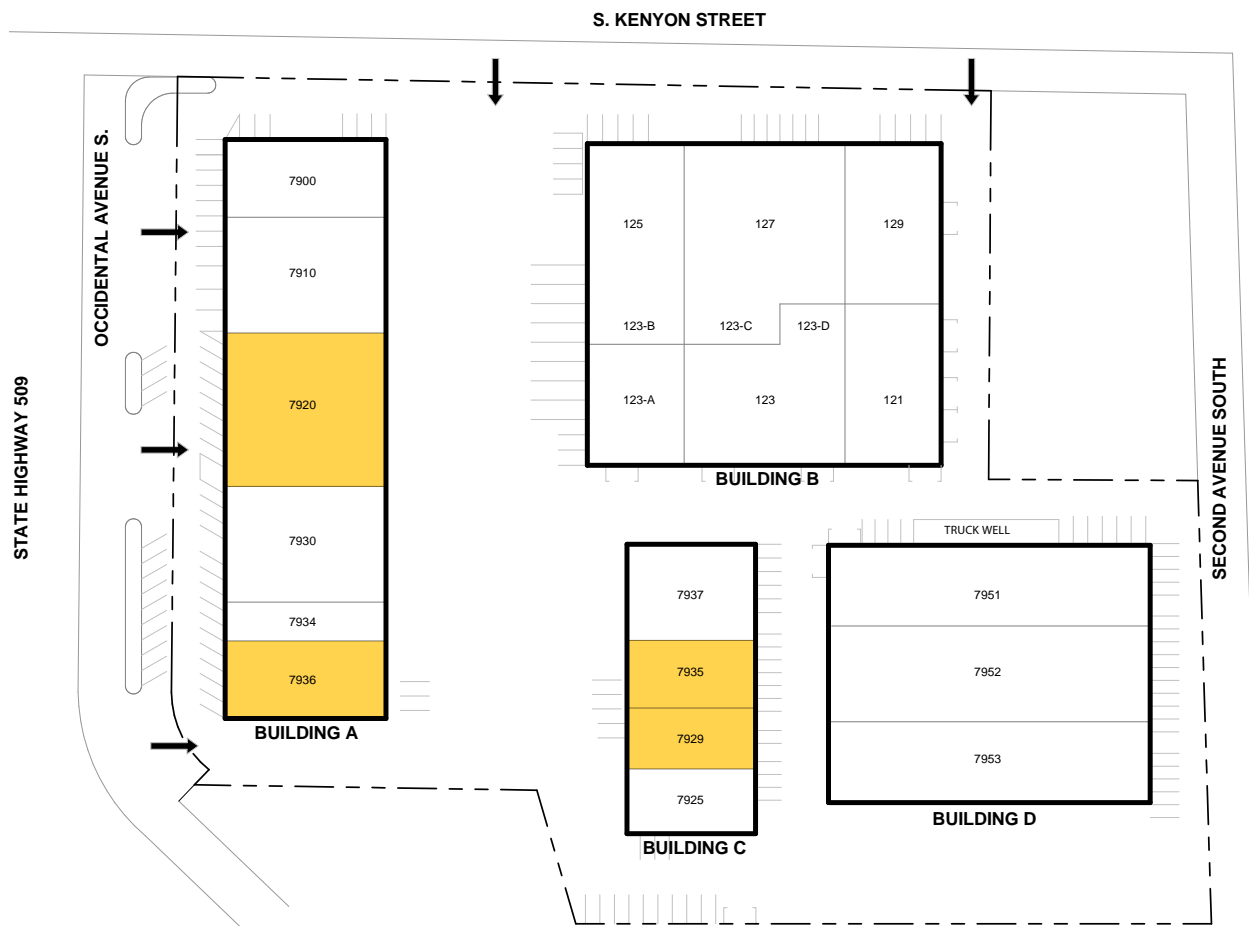 S. KENYON STREET
OCCIDENTAL AVENUE S.
STATE HIGHWAY 509
SECOND AVENUE SOUTH
7900
7910
7920
7930
7934
7936
BUILDING A
125
127
129
123-B
123-C
123-D
123-A
123
121
BUILDING B
7937
7935
7929
7925
BUILDING C
TRUCK WELL
7951
7952
7953
BUILDING D